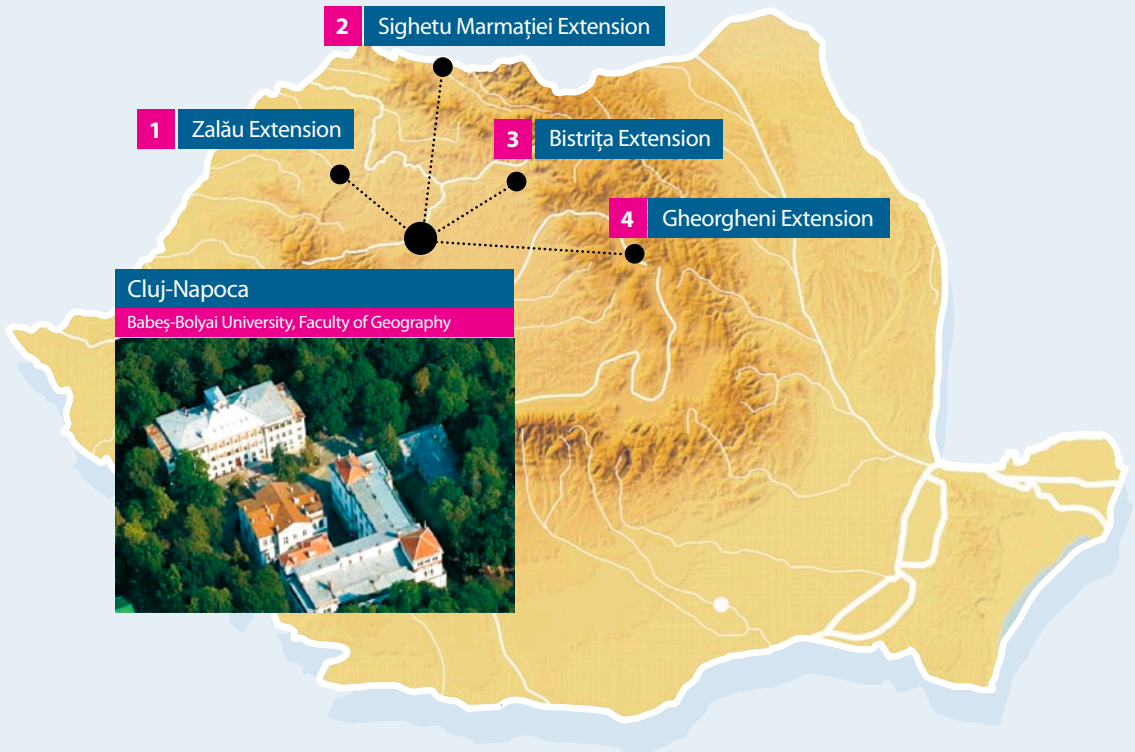 2 Sighetu Marmației Extension
1 Zalău Extension
3 Bistrița Extension
4 Gheorgheni Extension
Cluj-Napoca
Babeș-Bolyai University, Faculty of Geography